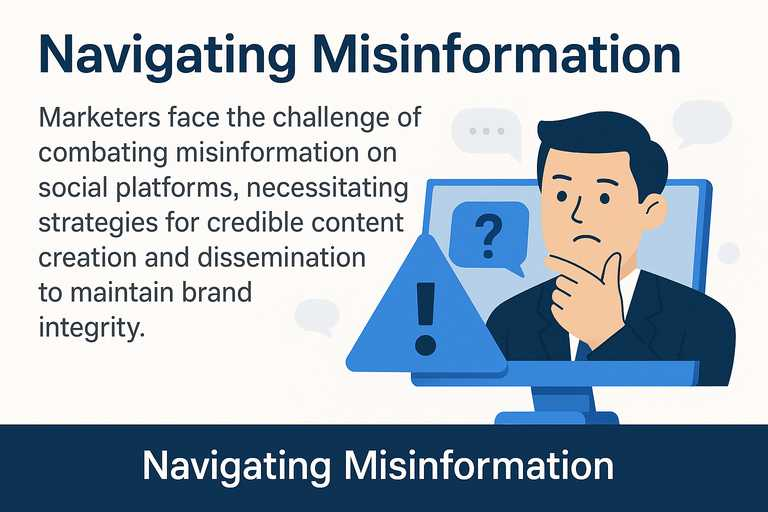 Navigating Misinformation
Marketers face the challenge of
combating misinformation on
social platforms, necessitating
strategies for credible content
creation and dissemination
to maintain brand
integrity.
?
!
Navigating Misinformation